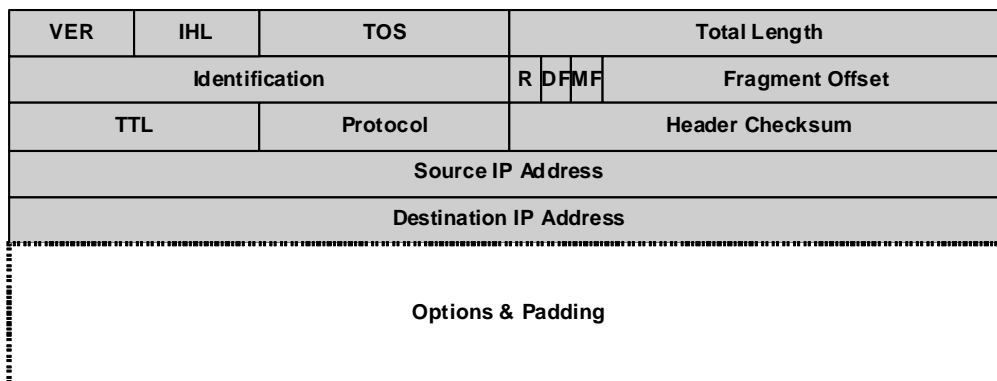 VER IHL TOS Total Length
Identification R DF MF Fragment Offset
TTL Protocol Header Checksum
Source IP Address
Destination IP Address
Options & Padding